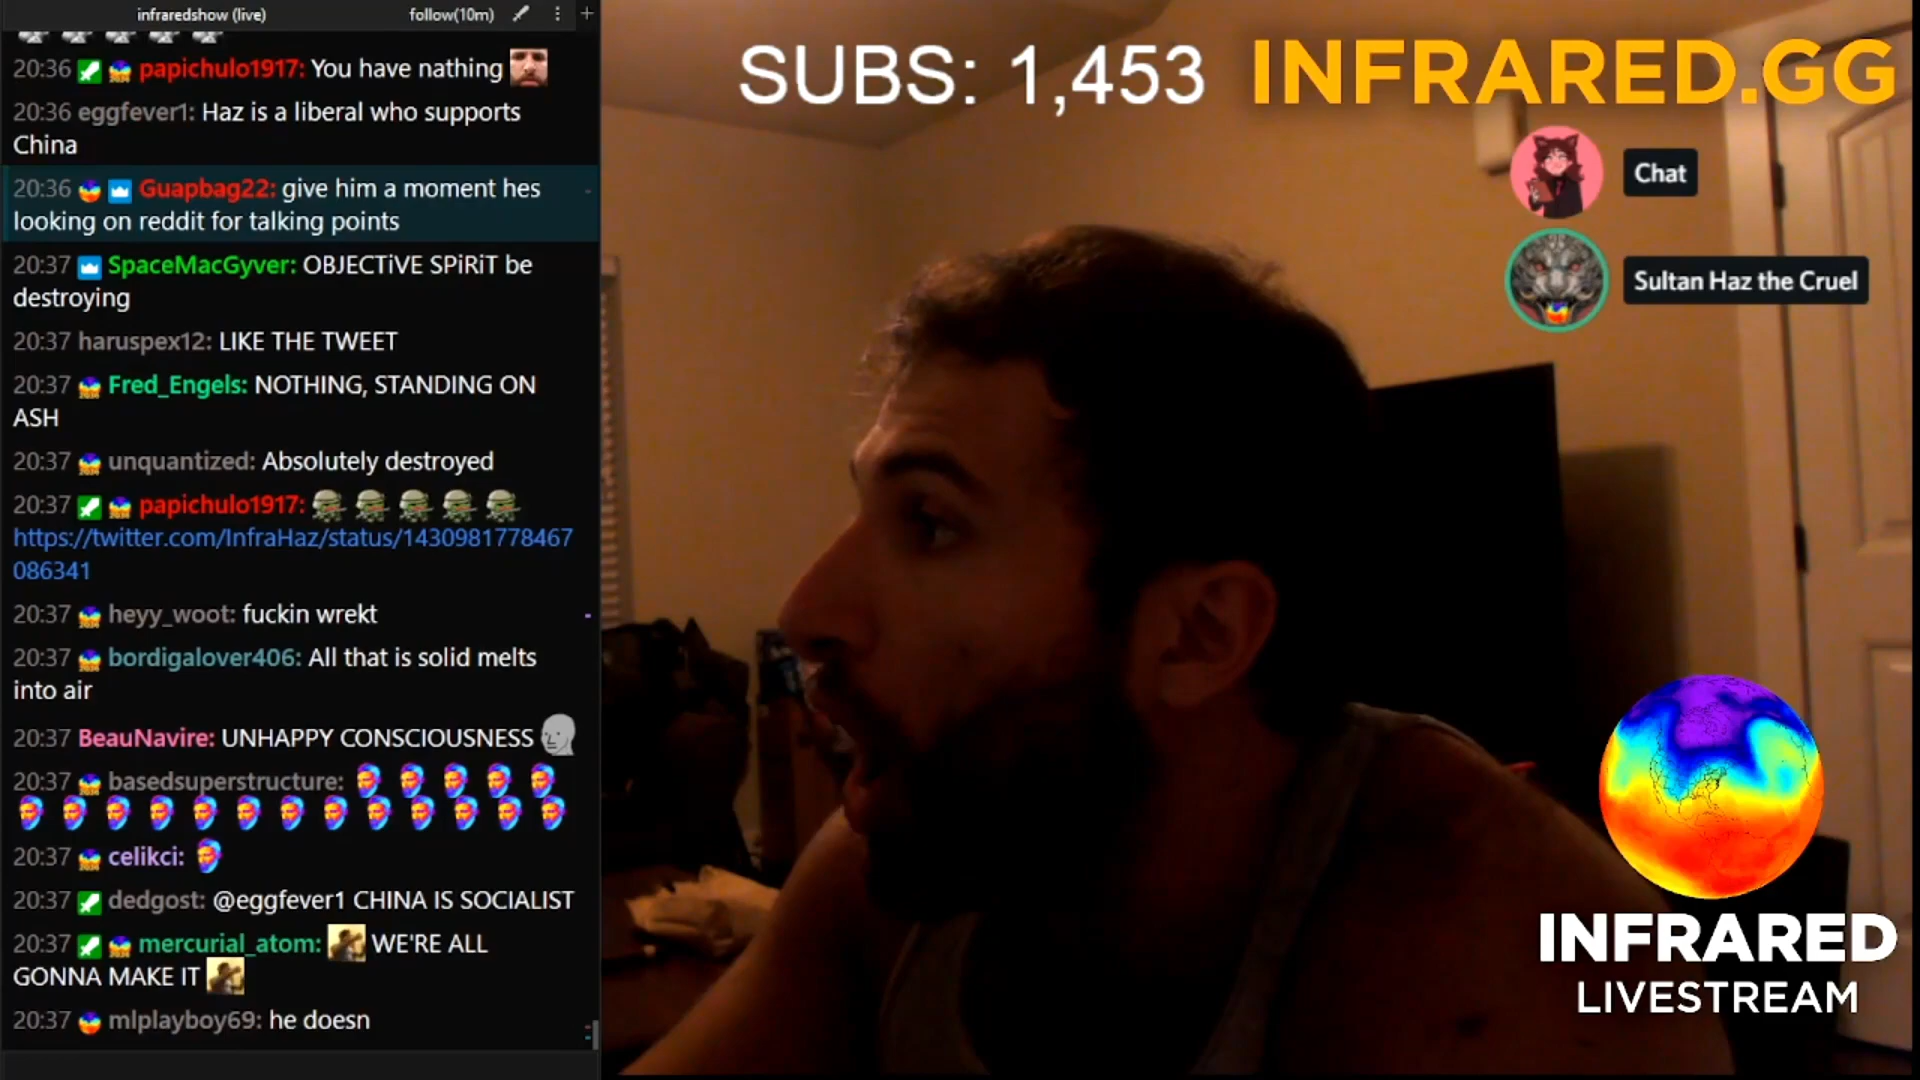 infraredshow (live) follow(10m)
20:36 papichulo1917: You have nathing
20:36 eggfever1: Haz is a liberal who supports
China
20:36 Guapbag22: give him a moment hes
looking on reddit for talking points
20:37 SpaceMacGyver: OBJECTiVE SPiRiT be
destroying
20:37 haruspex12: LIKE THE TWEET
20:37 Fred_Engels: NOTHING, STANDING ON
ASH
20:37 unquantized: Absolutely destroyed
20:37 papichulo1917:
https://twitter.com/InfraHaz/status/1430981778467
086341
20:37 heyy_woot: fuckin wrekt
20:37 bordigalover406: All that is solid melts
into air
20:37 BeauNavire: UNHAPPY CONSCIOUSNESS
20:37 basedsuperstructure:
20:37 celikci:
20:37 dedgost: @eggfever1 CHINA IS SOCIALIST
20:37 mercurial_atom: WE'RE ALL
GONNA MAKE IT
20:37 mlplayboy69: he doesn
SUBS: 1,453 INFRARED.GG
Chat
Sultan Haz the Cruel
INFRARED
LIVESTREAM